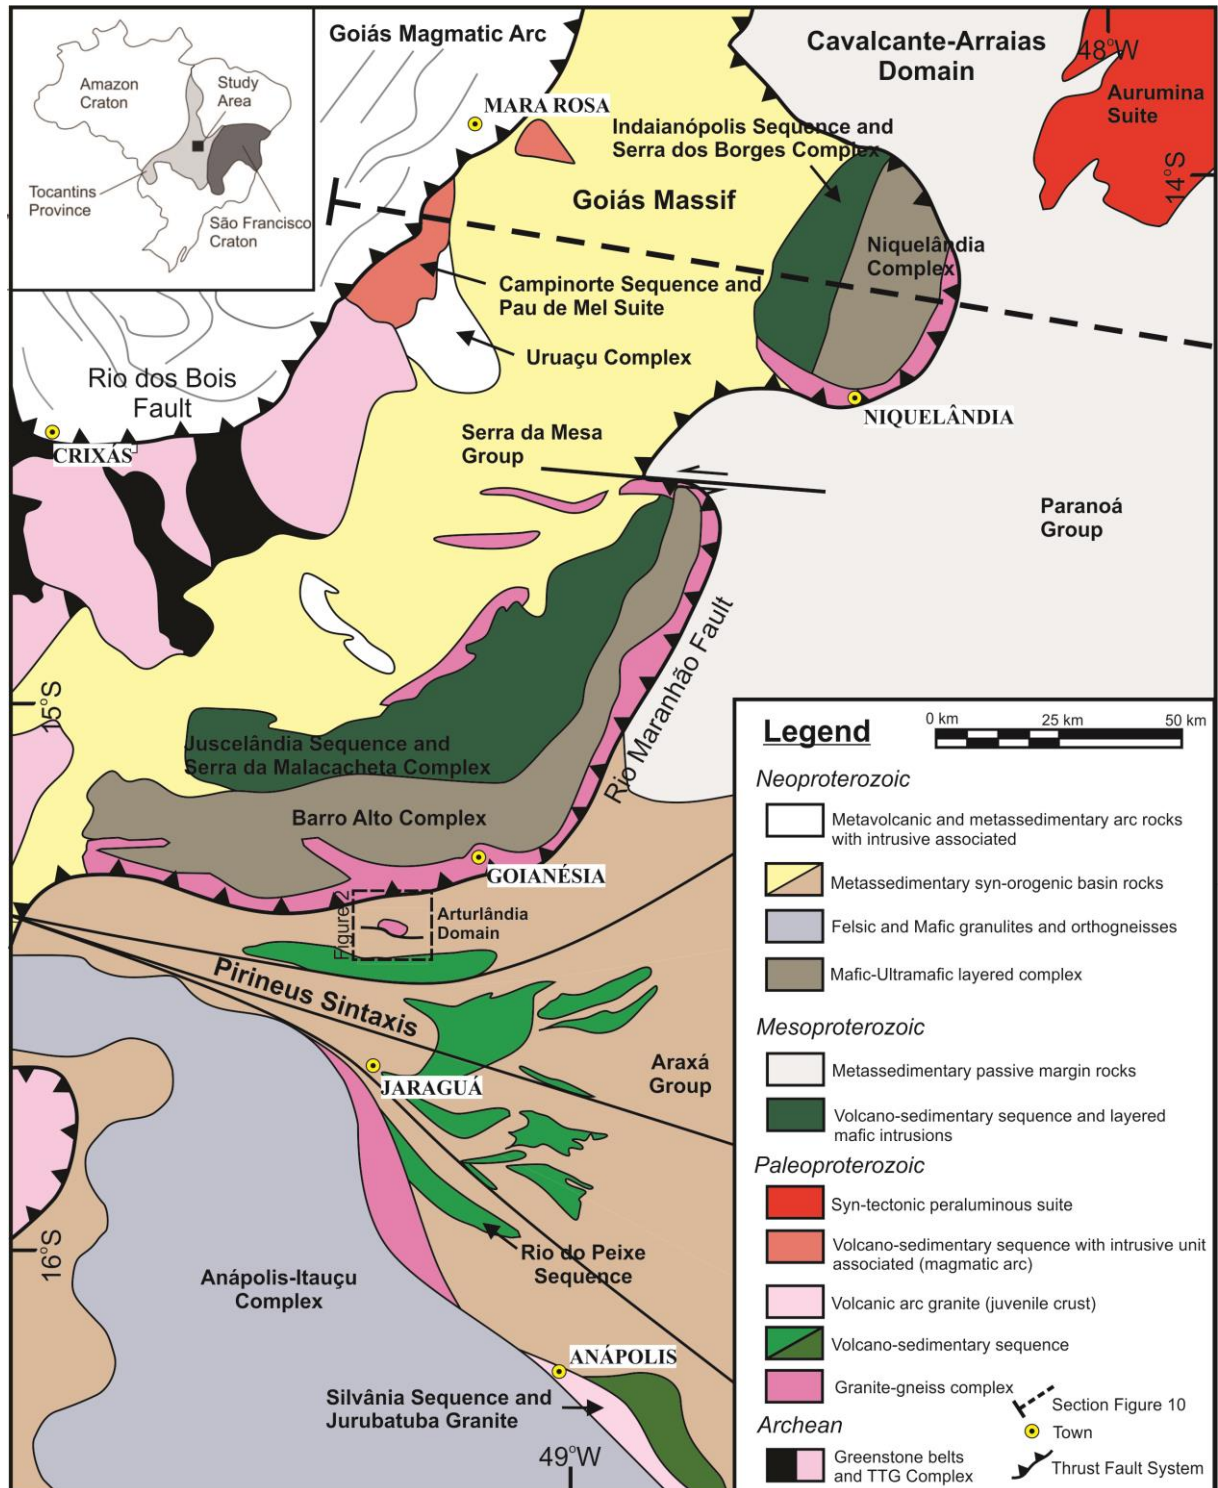 Goiás Magmatic Arc
Cavalcante-Arraias
Domain
48°W
Amazon
Craton
Study
Area
Tocantins
Province
São Francisco
Craton
MARA ROSA
Aurumina
Suite
Indaianópolis Sequence and
Serra dos Borges Complex
14°S
Goiás Massif
Niquelândia
Complex
Campinorte Sequence and
Pau de Mel Suite
Uruaçu Complex
Rio dos Bois
Fault
NIQUELÂNDIA
CRIXÁS
Serra da Mesa
Group
Paranoá
Group
Rio Maranhão Fault
15°S
Juscelândia Sequence and
Serra da Malacacheta Complex
Barro Alto Complex
GOIANÉSIA
Figure 2
Arturlândia
Domain
Pirineus Sintaxis
JARAGUÁ
Araxá
Group
16°S
Rio do Peixe
Sequence
Anápolis-Itauçu
Complex
ANÁPOLIS
Silvânia Sequence and
Jurubatuba Granite
49°W
Legend
0 km 25 km 50 km
Neoproterozoic
Metavolcanic and metassedimentary arc rocks
with intrusive associated
Metassedimentary syn-orogenic basin rocks
Felsic and Mafic granulites and orthogneisses
Mafic-Ultramafic layered complex
Mesoproterozoic
Metassedimentary passive margin rocks
Volcano-sedimentary sequence and layered
mafic intrusions
Paleoproterozoic
Syn-tectonic peraluminous suite
Volcano-sedimentary sequence with intrusive unit
associated (magmatic arc)
Volcanic arc granite (juvenile crust)
Volcano-sedimentary sequence
Granite-gneiss complex
Section Figure 10
Town
Archean
Greenstone belts
and TTG Complex
Thrust Fault System